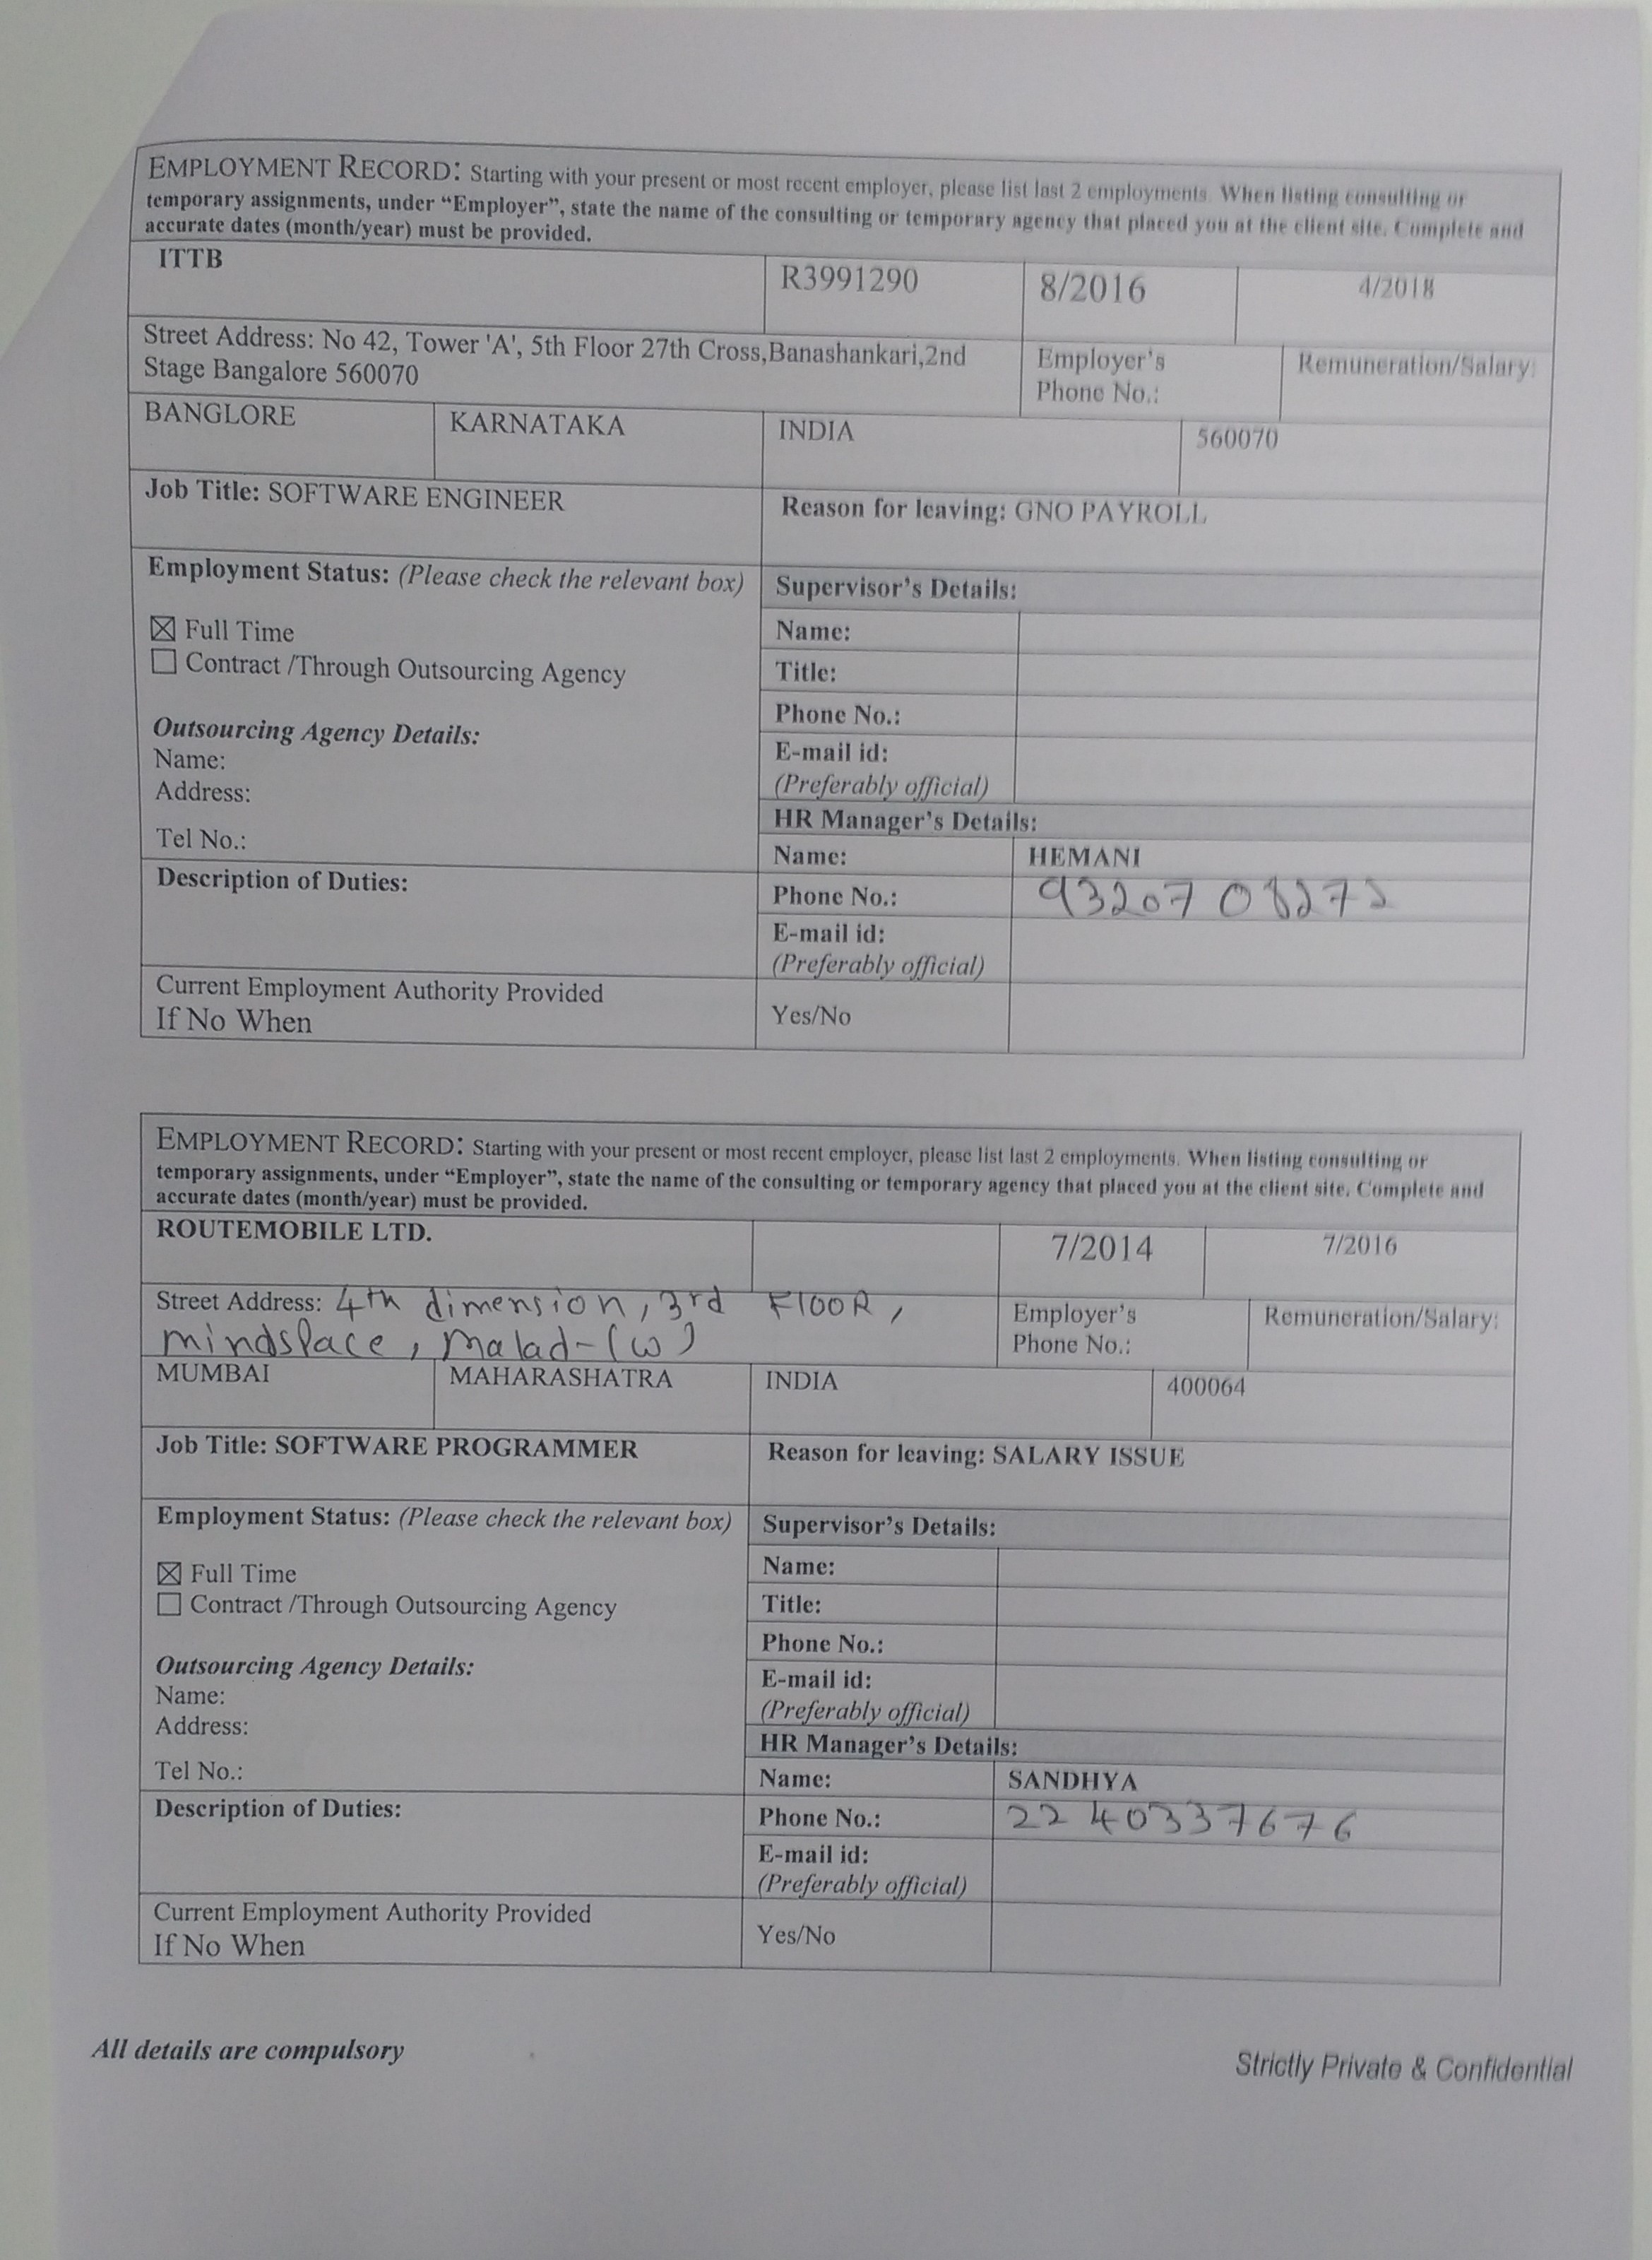 EMPLOYMENT RECORD: Starting with your present or most recent employer, please list last 2 employments. When listing consulting or
temporary assignments, under “Employer”, state the name of the consulting or temporary agency that placed you at the client site. Complete and
accurate dates (month/year) must be provided.
ITTB R3991290 8/2016 4/2018
Street Address: No 42, Tower 'A', 5th Floor 27th Cross,Banashankari,2nd
Stage Bangalore 560070
Employer's
Phone No.:
Remuneration/Salary:
BANGLORE KARNATAKA INDIA 560070
Job Title: SOFTWARE ENGINEER Reason for leaving: GNO PAYROLL
Employment Status: (Please check the relevant box)
☒ Full Time
☐ Contract /Through Outsourcing Agency
Outsourcing Agency Details:
Name:
Address:
Tel No.:
Supervisor's Details:
Name:
Title:
Phone No.:
E-mail id:
(Preferably official)
HR Manager's Details:
Name: HEMANI
Description of Duties:
Phone No.: 93207 08272
E-mail id:
(Preferably official)
Current Employment Authority Provided
If No When
Yes/No
EMPLOYMENT RECORD: Starting with your present or most recent employer, please list last 2 employments. When listing consulting or
temporary assignments, under “Employer”, state the name of the consulting or temporary agency that placed you at the client site. Complete and
accurate dates (month/year) must be provided.
ROUTEMOBILE LTD. 7/2014 7/2016
Street Address: 4th dimension, 3rd FlOOR,
mindspace, Malad-(W)
Employer's
Phone No.:
Remuneration/Salary:
MUMBAI MAHARASHATRA INDIA 400064
Job Title: SOFTWARE PROGRAMMER Reason for leaving: SALARY ISSUE
Employment Status: (Please check the relevant box)
☒ Full Time
☐ Contract /Through Outsourcing Agency
Outsourcing Agency Details:
Name:
Address:
Tel No.:
Supervisor's Details:
Name:
Title:
Phone No.:
E-mail id:
(Preferably official)
HR Manager's Details:
Name: SANDHYA
Description of Duties:
Phone No.: 22 40337676
E-mail id:
(Preferably official)
Current Employment Authority Provided
If No When
Yes/No
All details are compulsory
Strictly Private & Confidential